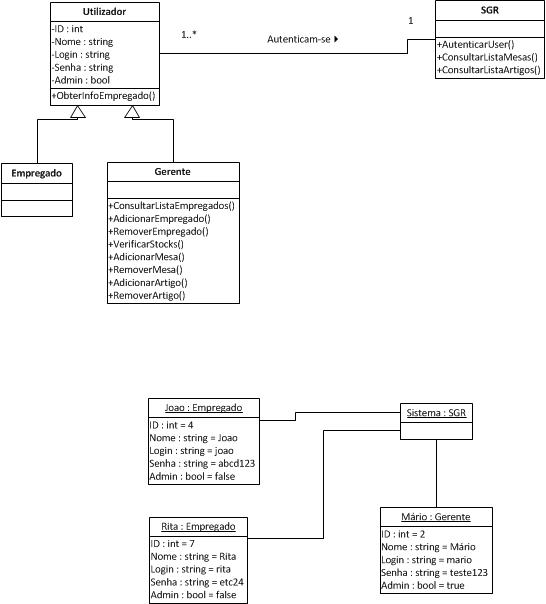 Utilizador
-ID : int
-Nome : string
-Login : string
-Senha : string
-Admin : bool
+ObterInfoEmpregado()
1..*
Autenticam-se
1
SGR
+AutenticarUser()
+ConsultarListaMesas()
+ConsultarListaArtigos()
Empregado
Gerente
+ConsultarListaEmpregados()
+AdicionarEmpregado()
+RemoverEmpregado()
+VerificarStocks()
+AdicionarMesa()
+RemoverMesa()
+AdicionarArtigo()
+RemoverArtigo()
Joao : Empregado
ID : int = 4
Nome : string = Joao
Login : string = joao
Senha : string = abcd123
Admin : bool = false
Sistema : SGR
Rita : Empregado
ID : int = 7
Nome : string = Rita
Login : string = rita
Senha : string = etc24
Admin : bool = false
Mário : Gerente
ID : int = 2
Nome : string = Mário
Login : string = mario
Senha : string = teste123
Admin : bool = true